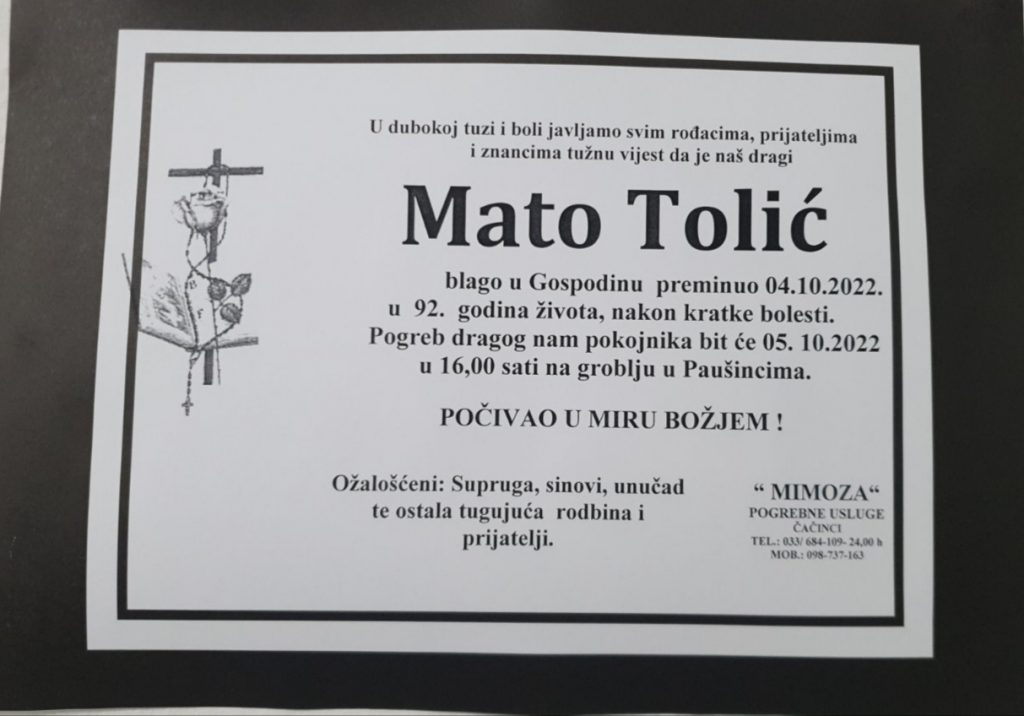 U dubokoj tuzi i boli javljamo svim rođacima, prijateljima
i znancima tužnu vijest da je naš dragi
Mato Tolić
blago u Gospodinu preminuo 04.10.2022.
u 92. godina života, nakon kratke bolesti.
Pogreb dragog nam pokojnika bit će 05. 10.2022
u 16,00 sati na groblju u Paušincima.
POČIVAO U MIRU BOŽJEM !
Ožalošćeni: Supruga, sinovi, unučad
te ostala tugujuća rodbina i
prijatelji.
“ MIMOZA“
POGREBNE USLUGE
ČAČINCI
TEL.: 033/ 684-109- 24,00 h
MOB.: 098-737-163